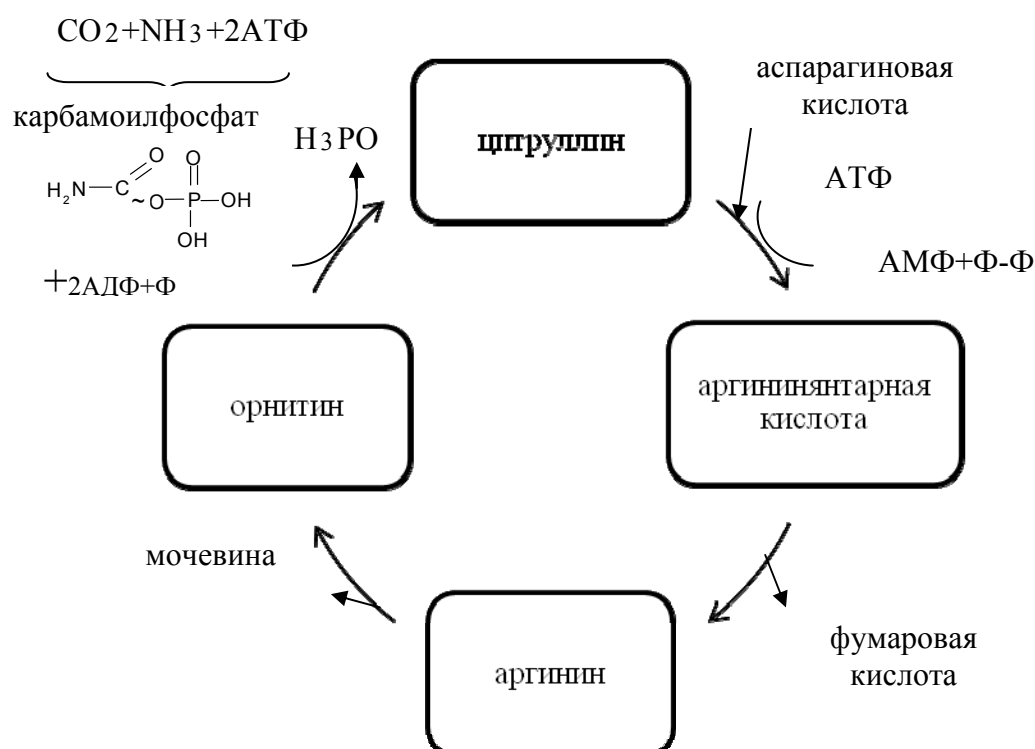 CO2+NH3+2АТФ
карбамоилфосфат
H2N C O O P O OH OH
~
+2АДФ+Ф
H3PO
цитруллин
аспарагиновая
кислота
АТФ
АМФ+Ф-Ф
орнитин
аргининянтарная
кислота
мочевина
аргинин
фумаровая
кислота